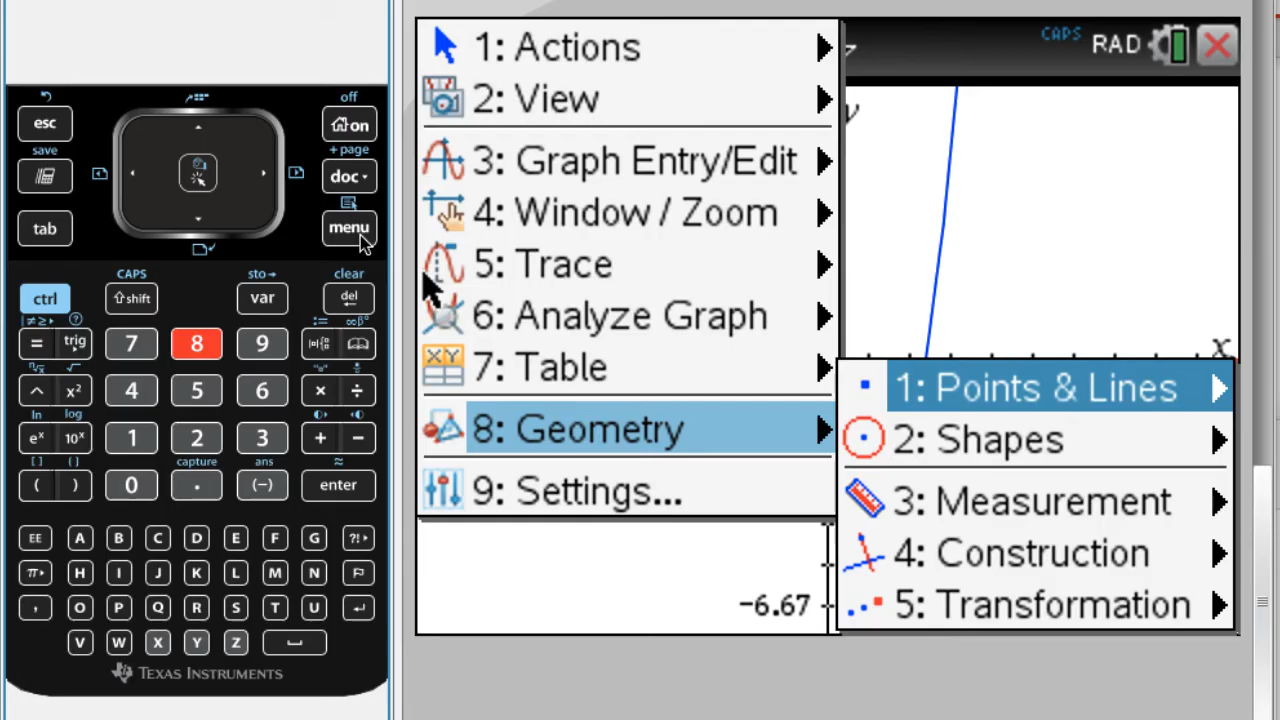 1: Actions
2: View
3: Graph Entry/Edit
4: Window / Zoom
5: Trace
6: Analyze Graph
7: Table
8: Geometry
9: Settings...
1: Points & Lines
2: Shapes
3: Measurement
4: Construction
5: Transformation
CAPS RAD
y
x
-6.67
off
esc
on
save
+ page
doc
tab
menu
CAPS
sto→
clear
ctrl
shift
var
del
= trig 7 8 9
^ x² 4 5 6 × ÷
ln log
eˣ 10ˣ 1 2 3 + −
[ ] { } capture ans ≈
( ) 0 . (−) enter
EE A B C D E F G ?!▸
π▸ H I J K L M N
, O P Q R S T U ↵
V W X Y Z
TEXAS INSTRUMENTS